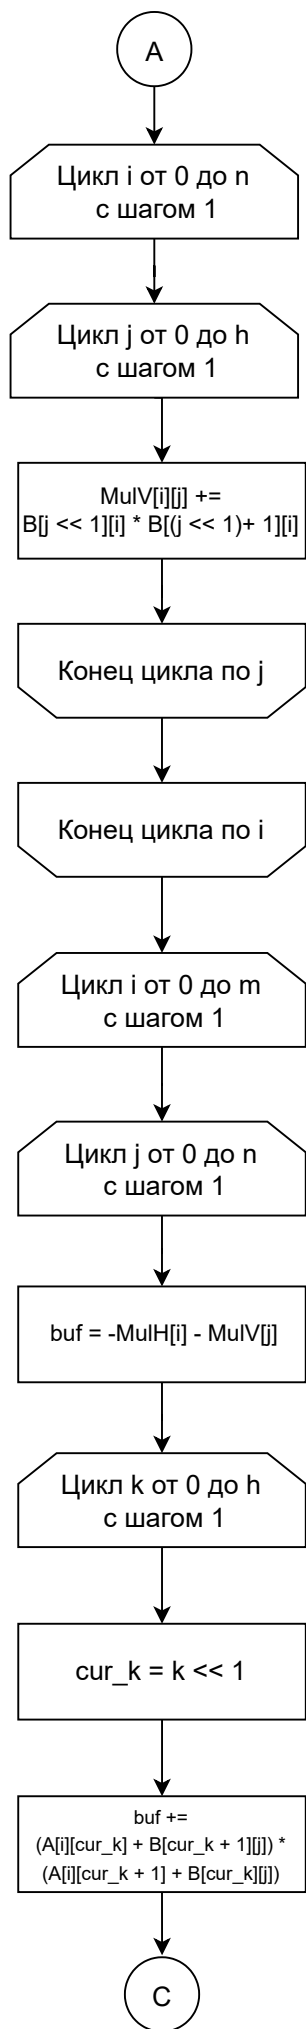 A
Цикл i от 0 до n
с шагом 1
Цикл j от 0 до h
с шагом 1
MulV[i][j] +=
B[j << 1][i] * B[(j << 1)+ 1][i]
Конец цикла по j
Конец цикла по i
Цикл i от 0 до m
с шагом 1
Цикл j от 0 до n
с шагом 1
buf = -MulH[i] - MulV[j]
Цикл k от 0 до h
с шагом 1
cur_k = k << 1
buf +=
(A[i][cur_k] + B[cur_k + 1][j]) *
(A[i][cur_k + 1] + B[cur_k][j])
C